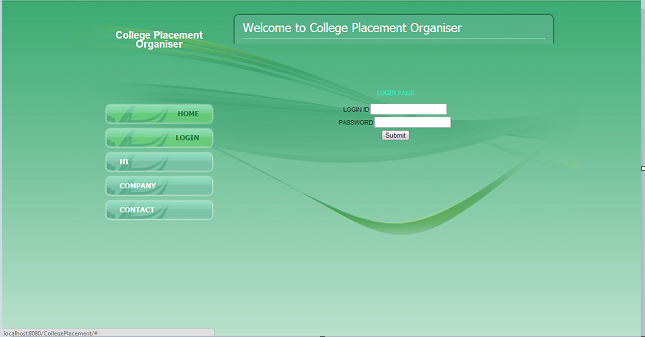 College Placement
Organiser
Welcome to College Placement Organiser
LOGIN PAGE
LOGIN ID
PASSWORD
Submit
HOME
LOGIN
HI
COMPANY
CONTACT
localhost:8080/CollegePlacement/#